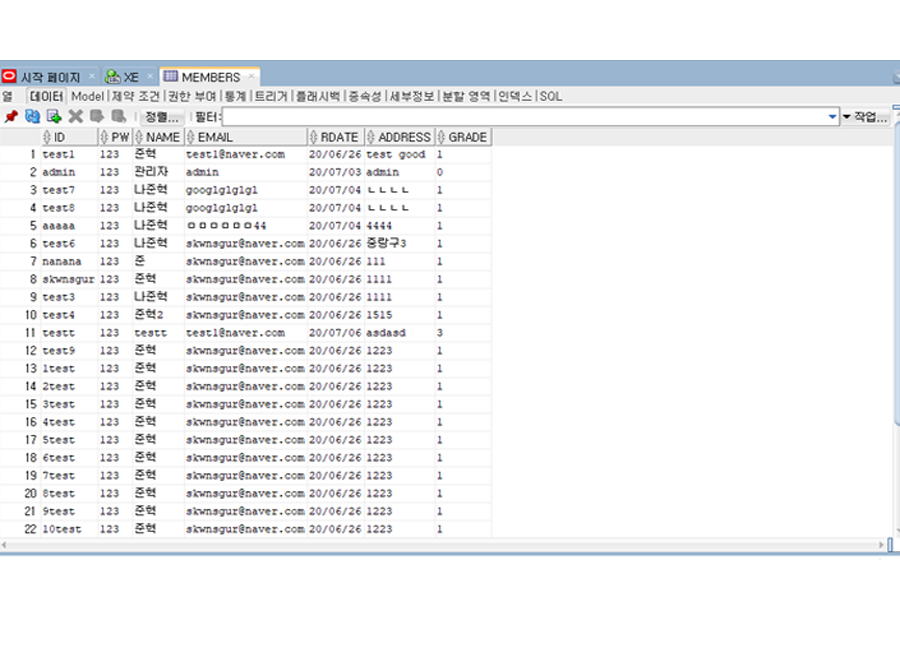 시작 페이지 × XE × MEMBERS ×
열 데이터 Model 제약 조건 권한 부여 통계 트리거 플래시백 종속성 세부정보 분할 영역 인덱스 SQL
정렬... 필터: 작업...
ID PW NAME EMAIL RDATE ADDRESS GRADE
1 test1 123 준혁 test1@naver.com 20/06/26 test good 1
2 admin 123 관리자 admin 20/07/03 admin 0
3 test7 123 나준혁 googlglglgl 20/07/04 ㄴㄴㄴㄴ 1
4 test8 123 나준혁 googlglglgl 20/07/04 ㄴㄴㄴㄴ 1
5 aaaaa 123 나준혁 ㅁㅁㅁㅁㅁㅁ44 20/07/04 4444 1
6 test6 123 나준혁 skwnsgur@naver.com 20/06/26 중랑구3 1
7 nanana 123 준 skwnsgur@naver.com 20/06/26 111 1
8 skwnsgur 123 준혁 skwnsgur@naver.com 20/06/26 1111 1
9 test3 123 나준혁 skwnsgur@naver.com 20/06/26 1111 1
10 test4 123 준혁2 skwnsgur@naver.com 20/06/26 1515 1
11 testt 123 testt test1@naver.com 20/07/06 asdasd 3
12 test9 123 준혁 skwnsgur@naver.com 20/06/26 1223 1
13 1test 123 준혁 skwnsgur@naver.com 20/06/26 1223 1
14 2test 123 준혁 skwnsgur@naver.com 20/06/26 1223 1
15 3test 123 준혁 skwnsgur@naver.com 20/06/26 1223 1
16 4test 123 준혁 skwnsgur@naver.com 20/06/26 1223 1
17 5test 123 준혁 skwnsgur@naver.com 20/06/26 1223 1
18 6test 123 준혁 skwnsgur@naver.com 20/06/26 1223 1
19 7test 123 준혁 skwnsgur@naver.com 20/06/26 1223 1
20 8test 123 준혁 skwnsgur@naver.com 20/06/26 1223 1
21 9test 123 준혁 skwnsgur@naver.com 20/06/26 1223 1
22 10test 123 준혁 skwnsgur@naver.com 20/06/26 1223 1